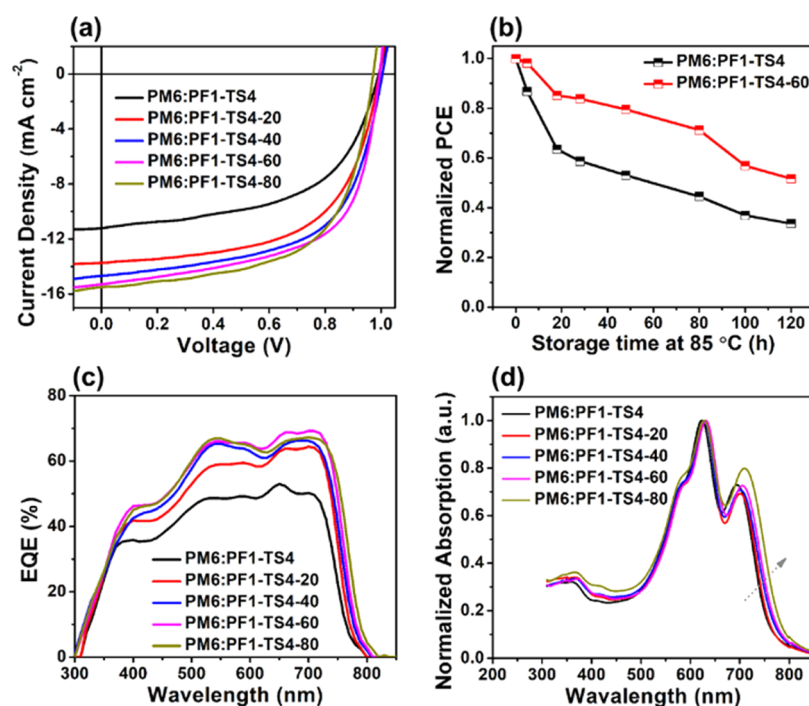 (a)
Current Density (mA cm-2)
0
-4
-8
-12
-16
PM6:PF1-TS4
PM6:PF1-TS4-20
PM6:PF1-TS4-40
PM6:PF1-TS4-60
PM6:PF1-TS4-80
0.0 0.2 0.4 0.6 0.8 1.0
Voltage (V)
(b)
Normalized PCE
1.0
0.8
0.6
0.4
0.2
0.0
PM6:PF1-TS4
PM6:PF1-TS4-60
0 20 40 60 80 100 120
Storage time at 85 °C (h)
(c)
EQE (%)
80
60
40
20
0
PM6:PF1-TS4
PM6:PF1-TS4-20
PM6:PF1-TS4-40
PM6:PF1-TS4-60
PM6:PF1-TS4-80
300 400 500 600 700 800
Wavelength (nm)
(d)
Normalized Absorption (a.u.)
1.0
0.8
0.6
0.4
0.2
0.0
PM6:PF1-TS4
PM6:PF1-TS4-20
PM6:PF1-TS4-40
PM6:PF1-TS4-60
PM6:PF1-TS4-80
200 300 400 500 600 700 800
Wavalength (nm)